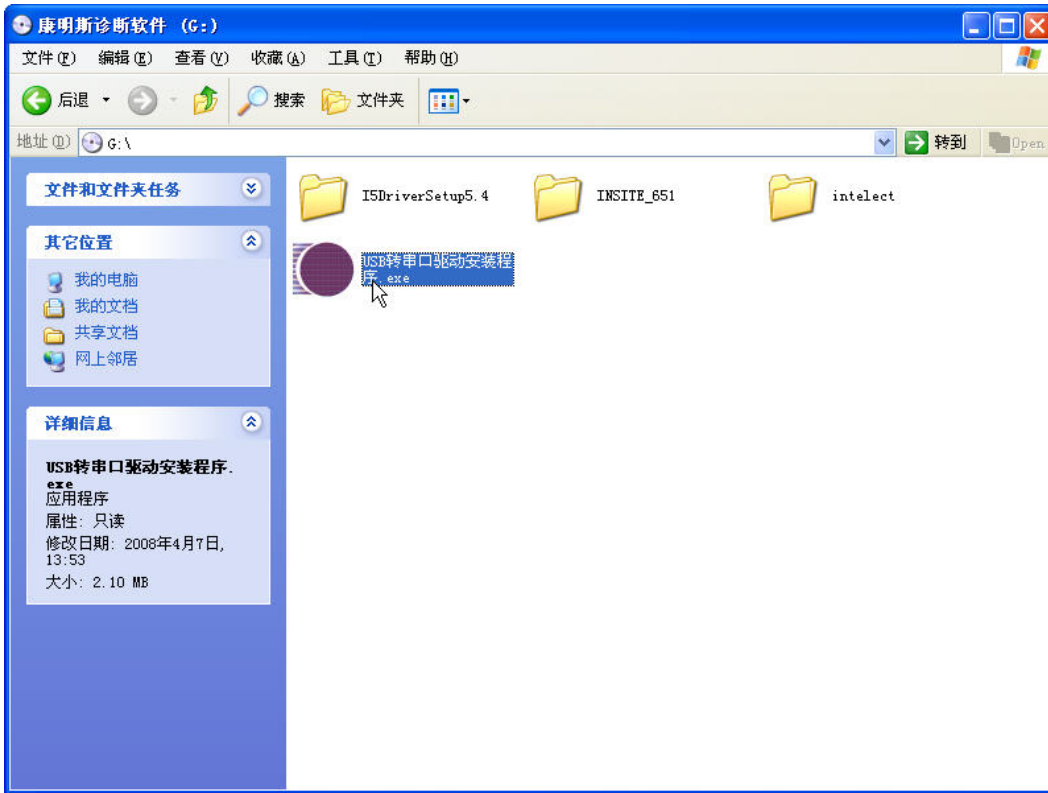 康明斯诊断软件 (G:)
文件(F) 编辑(E) 查看(V) 收藏(A) 工具(T) 帮助(H)
后退 搜索 文件夹
地址(D) G:\ 转到 Open
文件和文件夹任务
其它位置
我的电脑
我的文档
共享文档
网上邻居
详细信息
USB转串口驱动安装程序.
exe
应用程序
属性: 只读
修改日期: 2008年4月7日,
13:53
大小: 2.10 MB
I5DriverSetup5.4 INSITE_651 intelect
USB转串口驱动安装程
序.exe